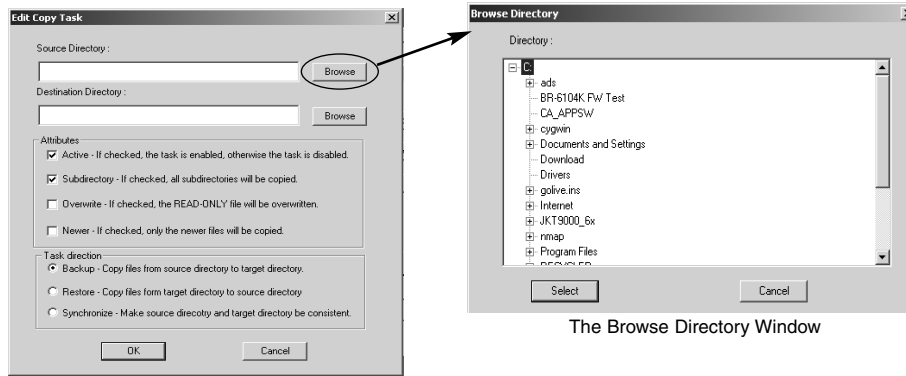 Edit Copy Task
Source Directory :
Browse
Destination Directory :
Browse
Attributes
Active - If checked, the task is enabled, otherwise the task is disabled.
Subdirectory - If checked, all subdirectories will be copied.
Overwrite - If checked, the READ-ONLY file will be overwritten.
Newer - If checked, only the newer files will be copied.
Task direction
Backup - Copy files from source directory to target directory.
Restore - Copy files form target directory to source directory
Synchronize - Make source direcotry and target directory be consistent.
OK Cancel
Browse Directory
Directory :
C:
ads
BR-6104K FW Test
CA_APPSW
cygwin
Documents and Settings
Download
Drivers
golive.ins
Internet
JKT9000_6x
nmap
Program Files
RECYCLER
Select Cancel
The Browse Directory Window